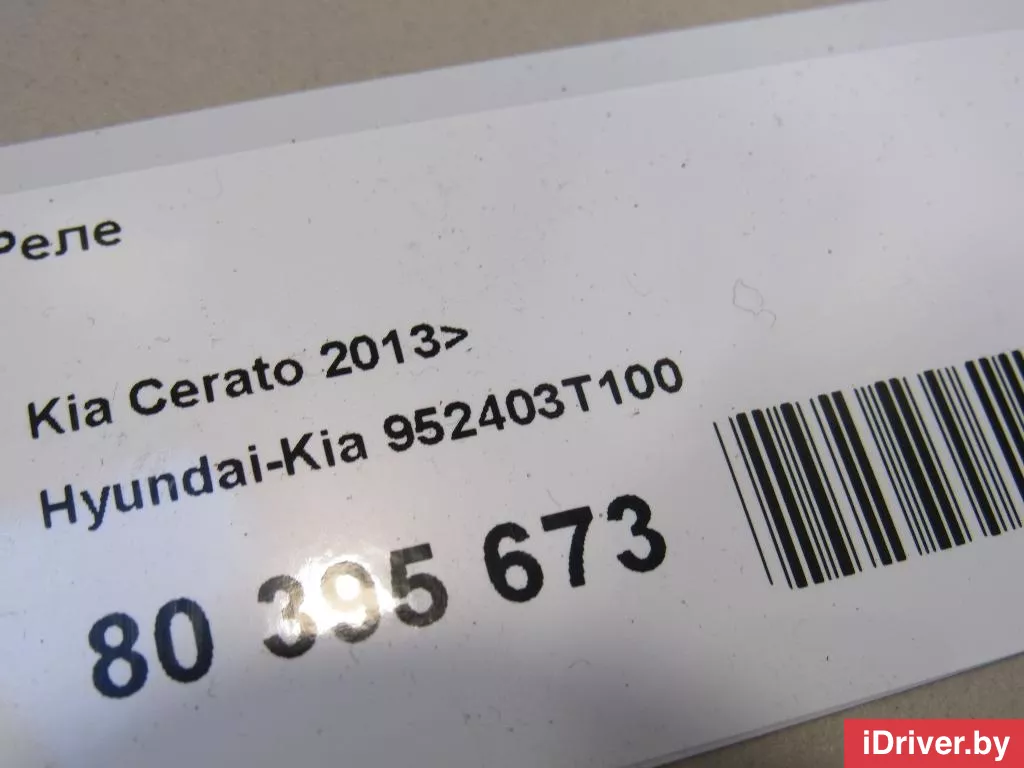 Реле
Kia Cerato 2013>
Hyundai-Kia 952403T100
80 395 673
iDriver.by